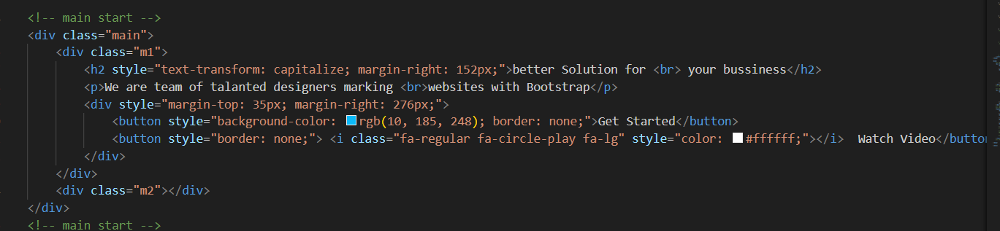 <!-- main start -->
<div class="main">
<div class="m1">
<h2 style="text-transform: capitalize; margin-right: 152px;">better Solution for <br> your bussiness</h2>
<p>We are team of talanted designers marking <br>websites with Bootstrap</p>
<div style="margin-top: 35px; margin-right: 276px;">
<button style="background-color: rgb(10, 185, 248); border: none;">Get Started</button>
<button style="border: none;"> <i class="fa-regular fa-circle-play fa-lg" style="color: #ffffff;"></i>  Watch Video</button
</div>
</div>
<div class="m2"></div>
</div>
<!-- main start -->